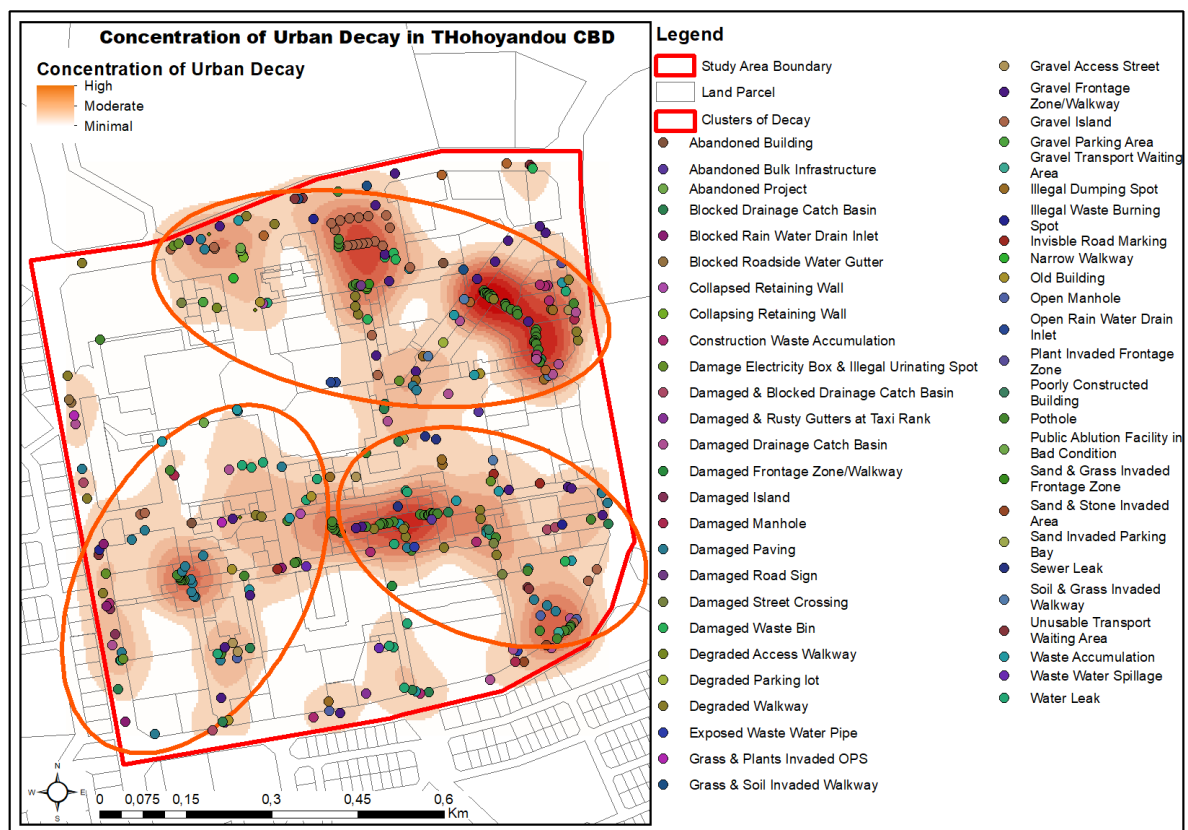 Concentration of Urban Decay in THohoyandou CBD
Concentration of Urban Decay
High
Moderate
Minimal
N
W
E
S
0
0,075
0,15
0,3
0,45
0,6
Km
Legend
Study Area Boundary
Land Parcel
Clusters of Decay
Abandoned Building
Abandoned Bulk Infrastructure
Abandoned Project
Blocked Drainage Catch Basin
Blocked Rain Water Drain Inlet
Blocked Roadside Water Gutter
Collapsed Retaining Wall
Collapsing Retaining Wall
Construction Waste Accumulation
Damage Electricity Box & Illegal Urinating Spot
Damaged & Blocked Drainage Catch Basin
Damaged & Rusty Gutters at Taxi Rank
Damaged Drainage Catch Basin
Damaged Frontage Zone/Walkway
Damaged Island
Damaged Manhole
Damaged Paving
Damaged Road Sign
Damaged Street Crossing
Damaged Waste Bin
Degraded Access Walkway
Degraded Parking lot
Degraded Walkway
Exposed Waste Water Pipe
Grass & Plants Invaded OPS
Grass & Soil Invaded Walkway
Gravel Access Street
Gravel Frontage
Zone/Walkway
Gravel Island
Gravel Parking Area
Gravel Transport Waiting
Area
Illegal Dumping Spot
Illegal Waste Burning
Spot
Invisble Road Marking
Narrow Walkway
Old Building
Open Manhole
Open Rain Water Drain
Inlet
Plant Invaded Frontage
Zone
Poorly Constructed
Building
Pothole
Public Ablution Facility in
Bad Condition
Sand & Grass Invaded
Frontage Zone
Sand & Stone Invaded
Area
Sand Invaded Parking
Bay
Sewer Leak
Soil & Grass Invaded
Walkway
Unusable Transport
Waiting Area
Waste Accumulation
Waste Water Spillage
Water Leak